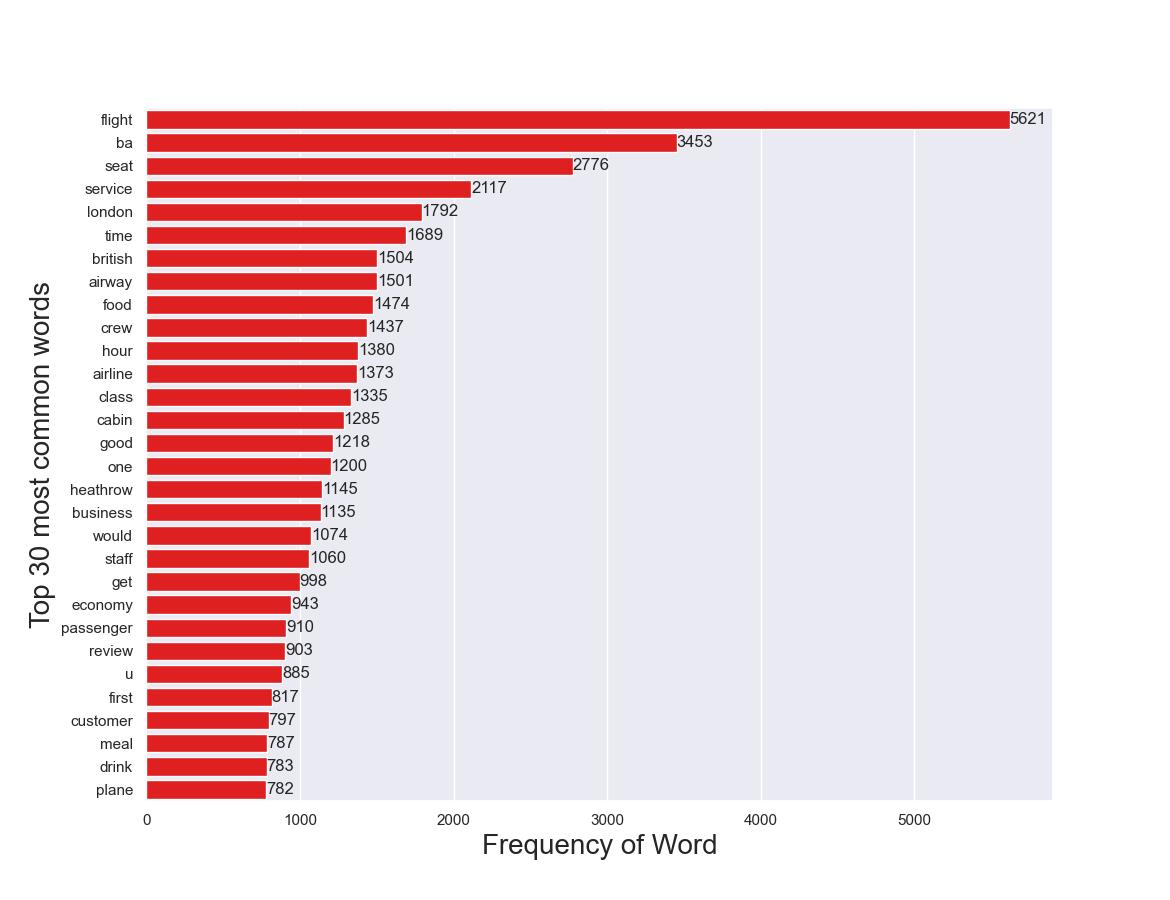 flight 5621
ba 3453
seat 2776
service 2117
london 1792
time 1689
british 1504
airway 1501
food 1474
crew 1437
hour 1380
airline 1373
class 1335
cabin 1285
good 1218
one 1200
heathrow 1145
business 1135
would 1074
staff 1060
get 998
economy 943
passenger 910
review 903
u 885
first 817
customer 797
meal 787
drink 783
plane 782
Top 30 most common words
0 1000 2000 3000 4000 5000
Frequency of Word